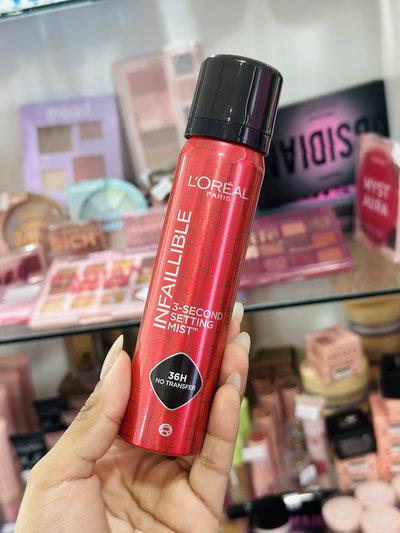 L'ORÉAL
PARIS
INFAILLIBLE
3-SECOND
SETTING
MIST
36H
NO TRANSFER
mood
OBSIDIAN
MYST
AURA
RICH